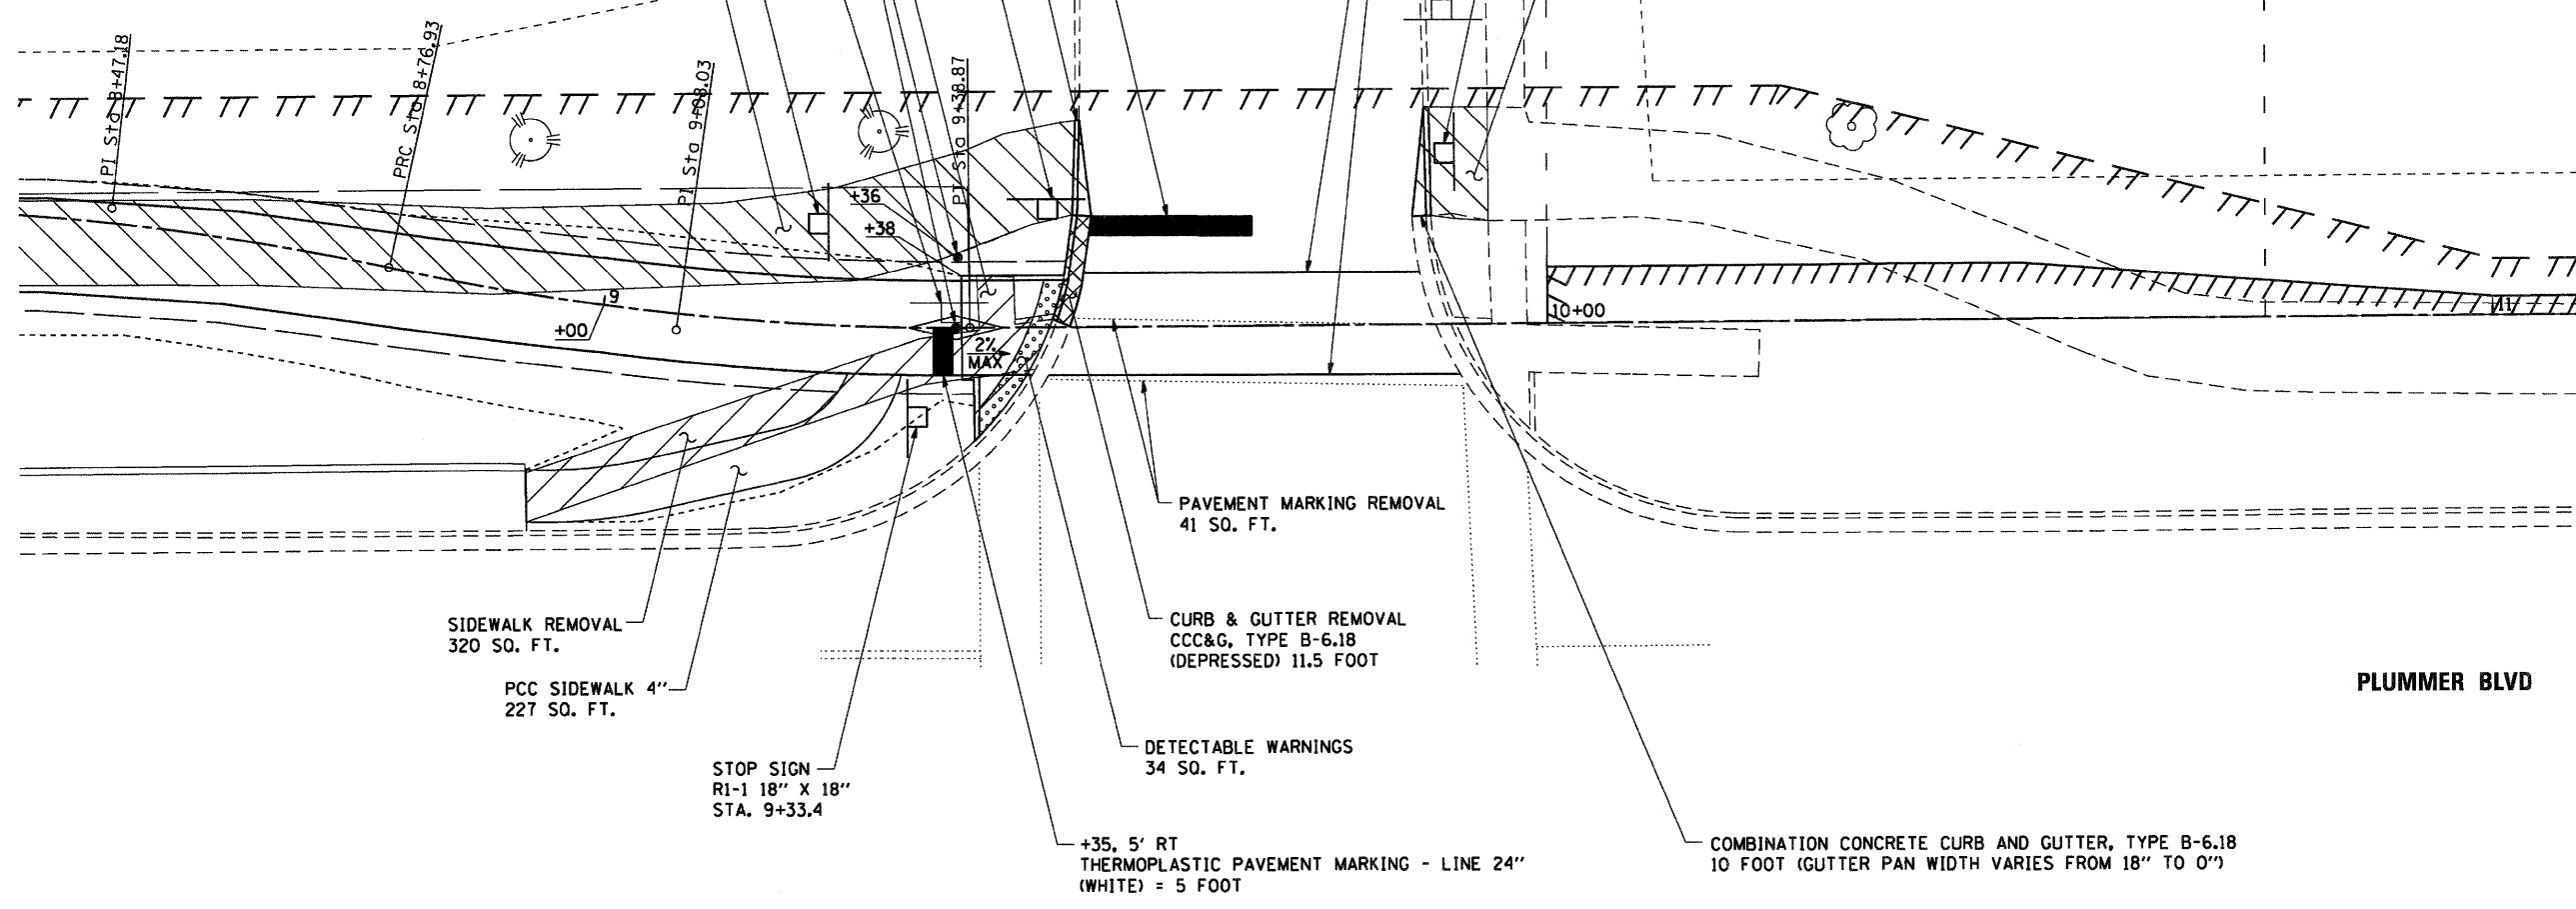 PI Sta 8+47.18
PRC Sta 8+76.93
PI Sta 9+08.03
PI Sta 9+38.87
+36
+38
9
+00
2%
MAX
10+00
11
PAVEMENT MARKING REMOVAL
41 SQ. FT.
SIDEWALK REMOVAL
320 SQ. FT.
CURB & GUTTER REMOVAL
CCC&G, TYPE B-6.18
(DEPRESSED) 11.5 FOOT
PCC SIDEWALK 4"
227 SQ. FT.
PLUMMER BLVD
DETECTABLE WARNINGS
34 SQ. FT.
STOP SIGN
R1-1 18" X 18"
STA. 9+33.4
+35, 5' RT
THERMOPLASTIC PAVEMENT MARKING - LINE 24"
(WHITE) = 5 FOOT
COMBINATION CONCRETE CURB AND GUTTER, TYPE B-6.18
10 FOOT (GUTTER PAN WIDTH VARIES FROM 18" TO 0")